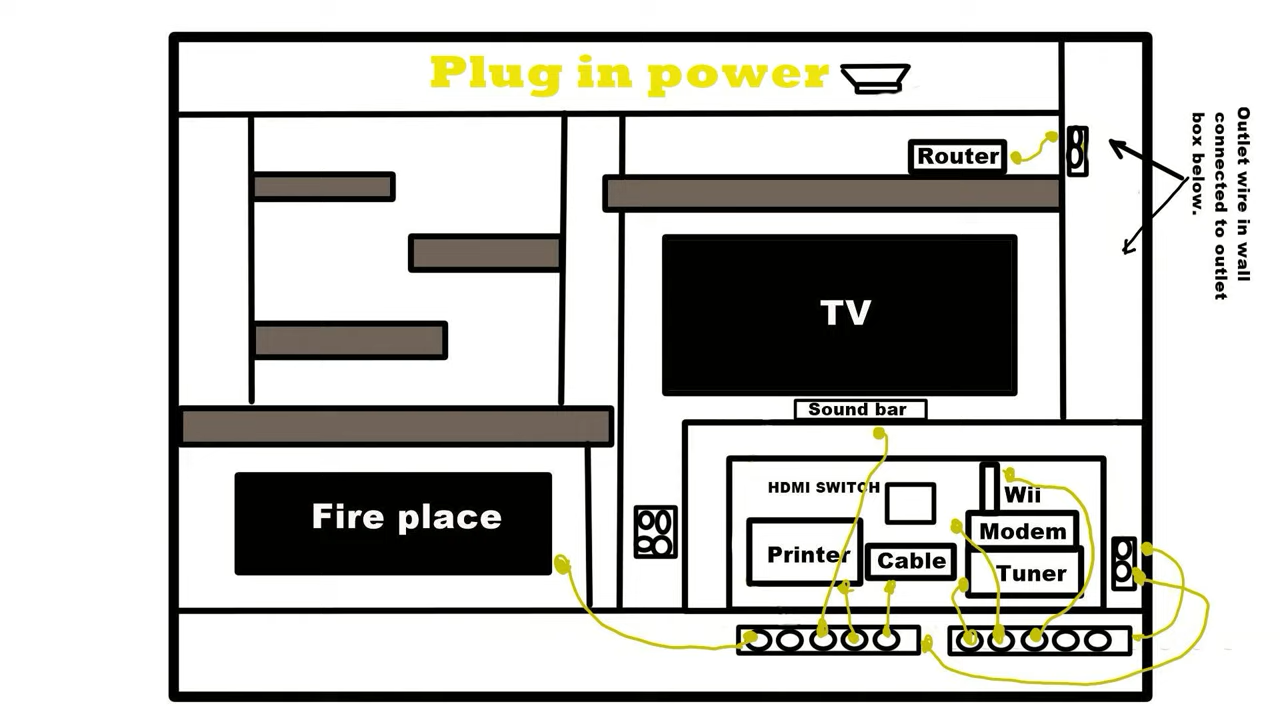 Plug in power
Outlet wire in wall
connected to outlet
box below.
Router
TV
Sound bar
HDMI SWITCH
Wii
Modem
Printer
Cable
Tuner
Fire place